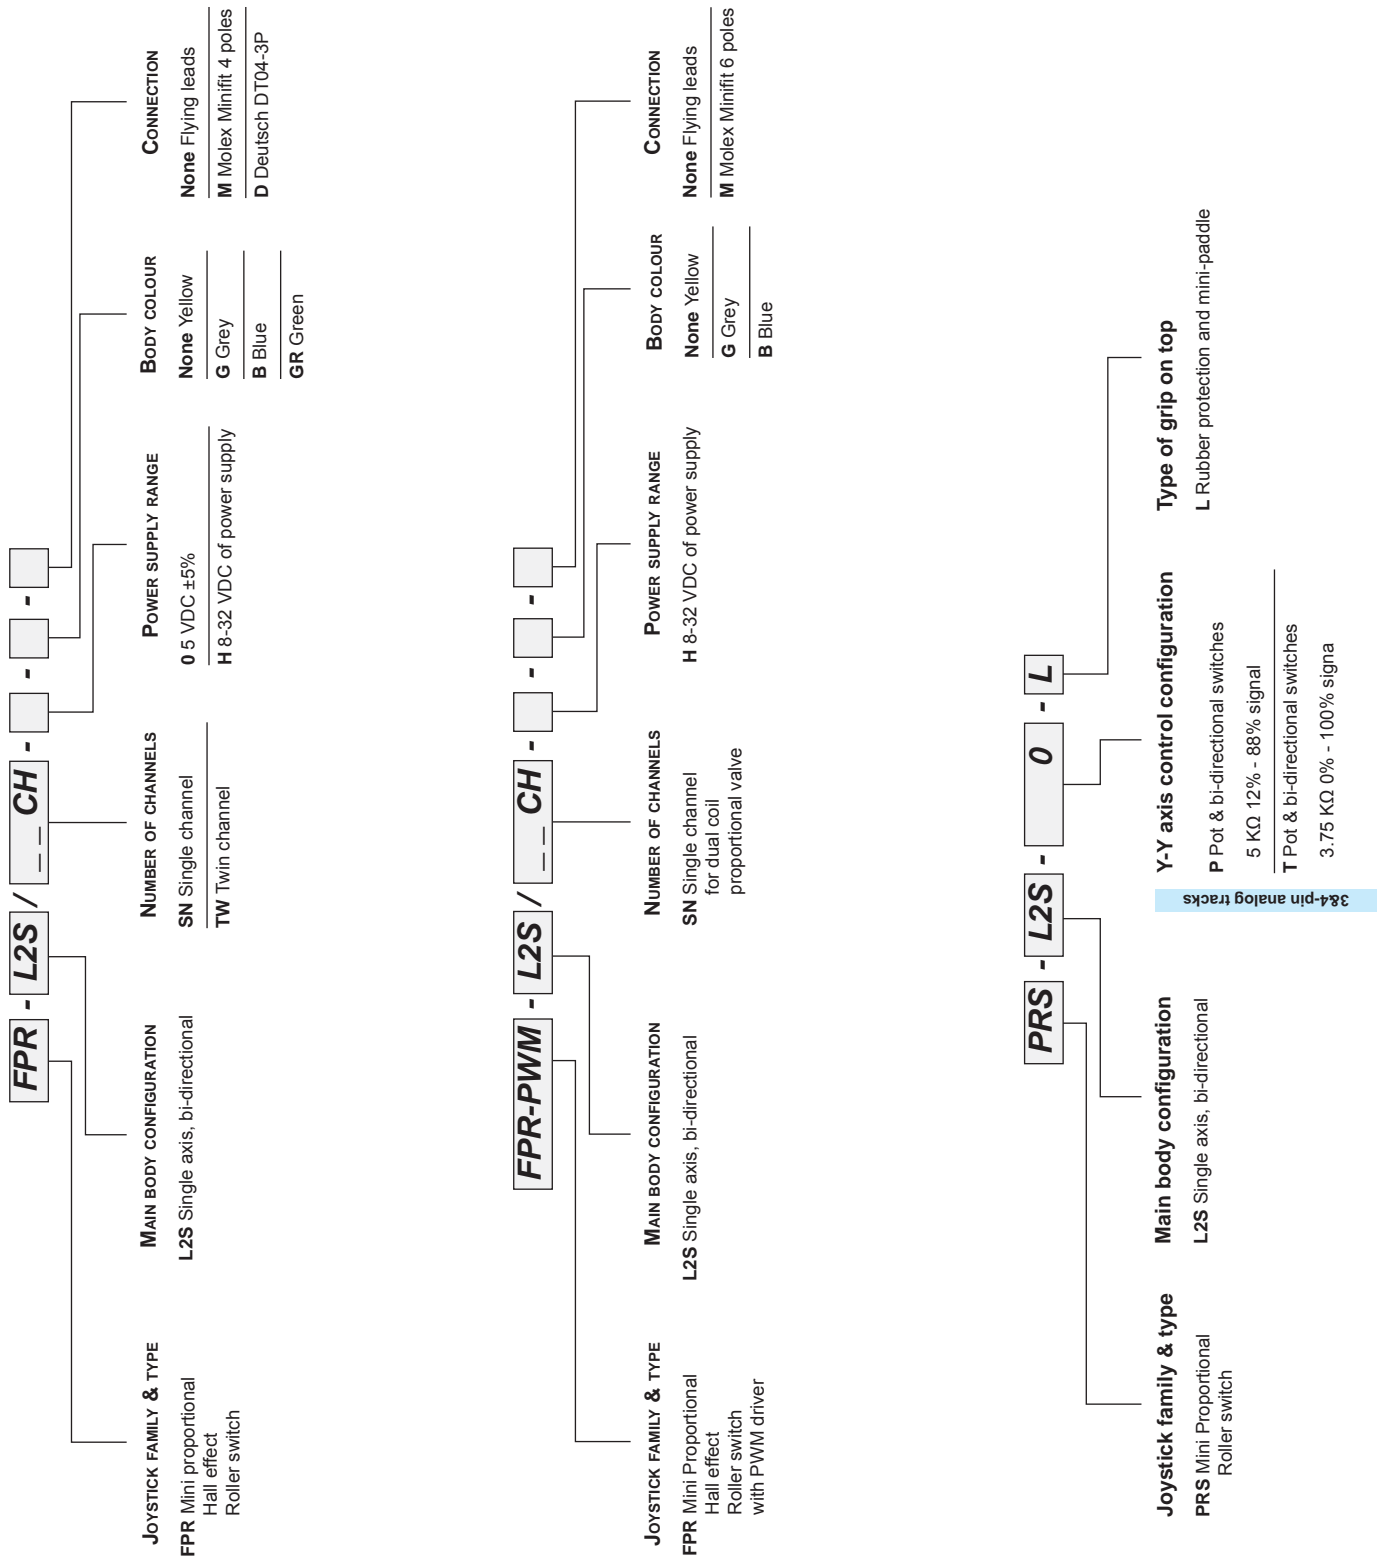 FPR - L2S / _ _ CH - - -
JOYSTICK FAMILY & TYPE
FPR Mini proportional
Hall effect
Roller switch
MAIN BODY CONFIGURATION
L2S Single axis, bi-directional
NUMBER OF CHANNELS
SN Single channel
TW Twin channel
POWER SUPPLY RANGE
0 5 VDC ±5%
H 8-32 VDC of power supply
BODY COLOUR
None Yellow
G Grey
B Blue
GR Green
CONNECTION
None Flying leads
M Molex Minifit 4 poles
D Deutsch DT04-3P
FPR-PWM - L2S / _ _ CH - - -
JOYSTICK FAMILY & TYPE
FPR Mini Proportional
Hall effect
Roller switch
with PWM driver
MAIN BODY CONFIGURATION
L2S Single axis, bi-directional
NUMBER OF CHANNELS
SN Single channel
for dual coil
proportional valve
POWER SUPPLY RANGE
H 8-32 VDC of power supply
BODY COLOUR
None Yellow
G Grey
B Blue
CONNECTION
None Flying leads
M Molex Minifit 6 poles
PRS - L2S - 0 - L
Joystick family & type
PRS Mini Proportional
Roller switch
Main body configuration
L2S Single axis, bi-directional
3&4-pin analog tracks
Y-Y axis control configuration
P Pot & bi-directional switches
5 KΩ 12% - 88% signal
T Pot & bi-directional switches
3.75 KΩ 0% - 100% signa
Type of grip on top
L Rubber protection and mini-paddle